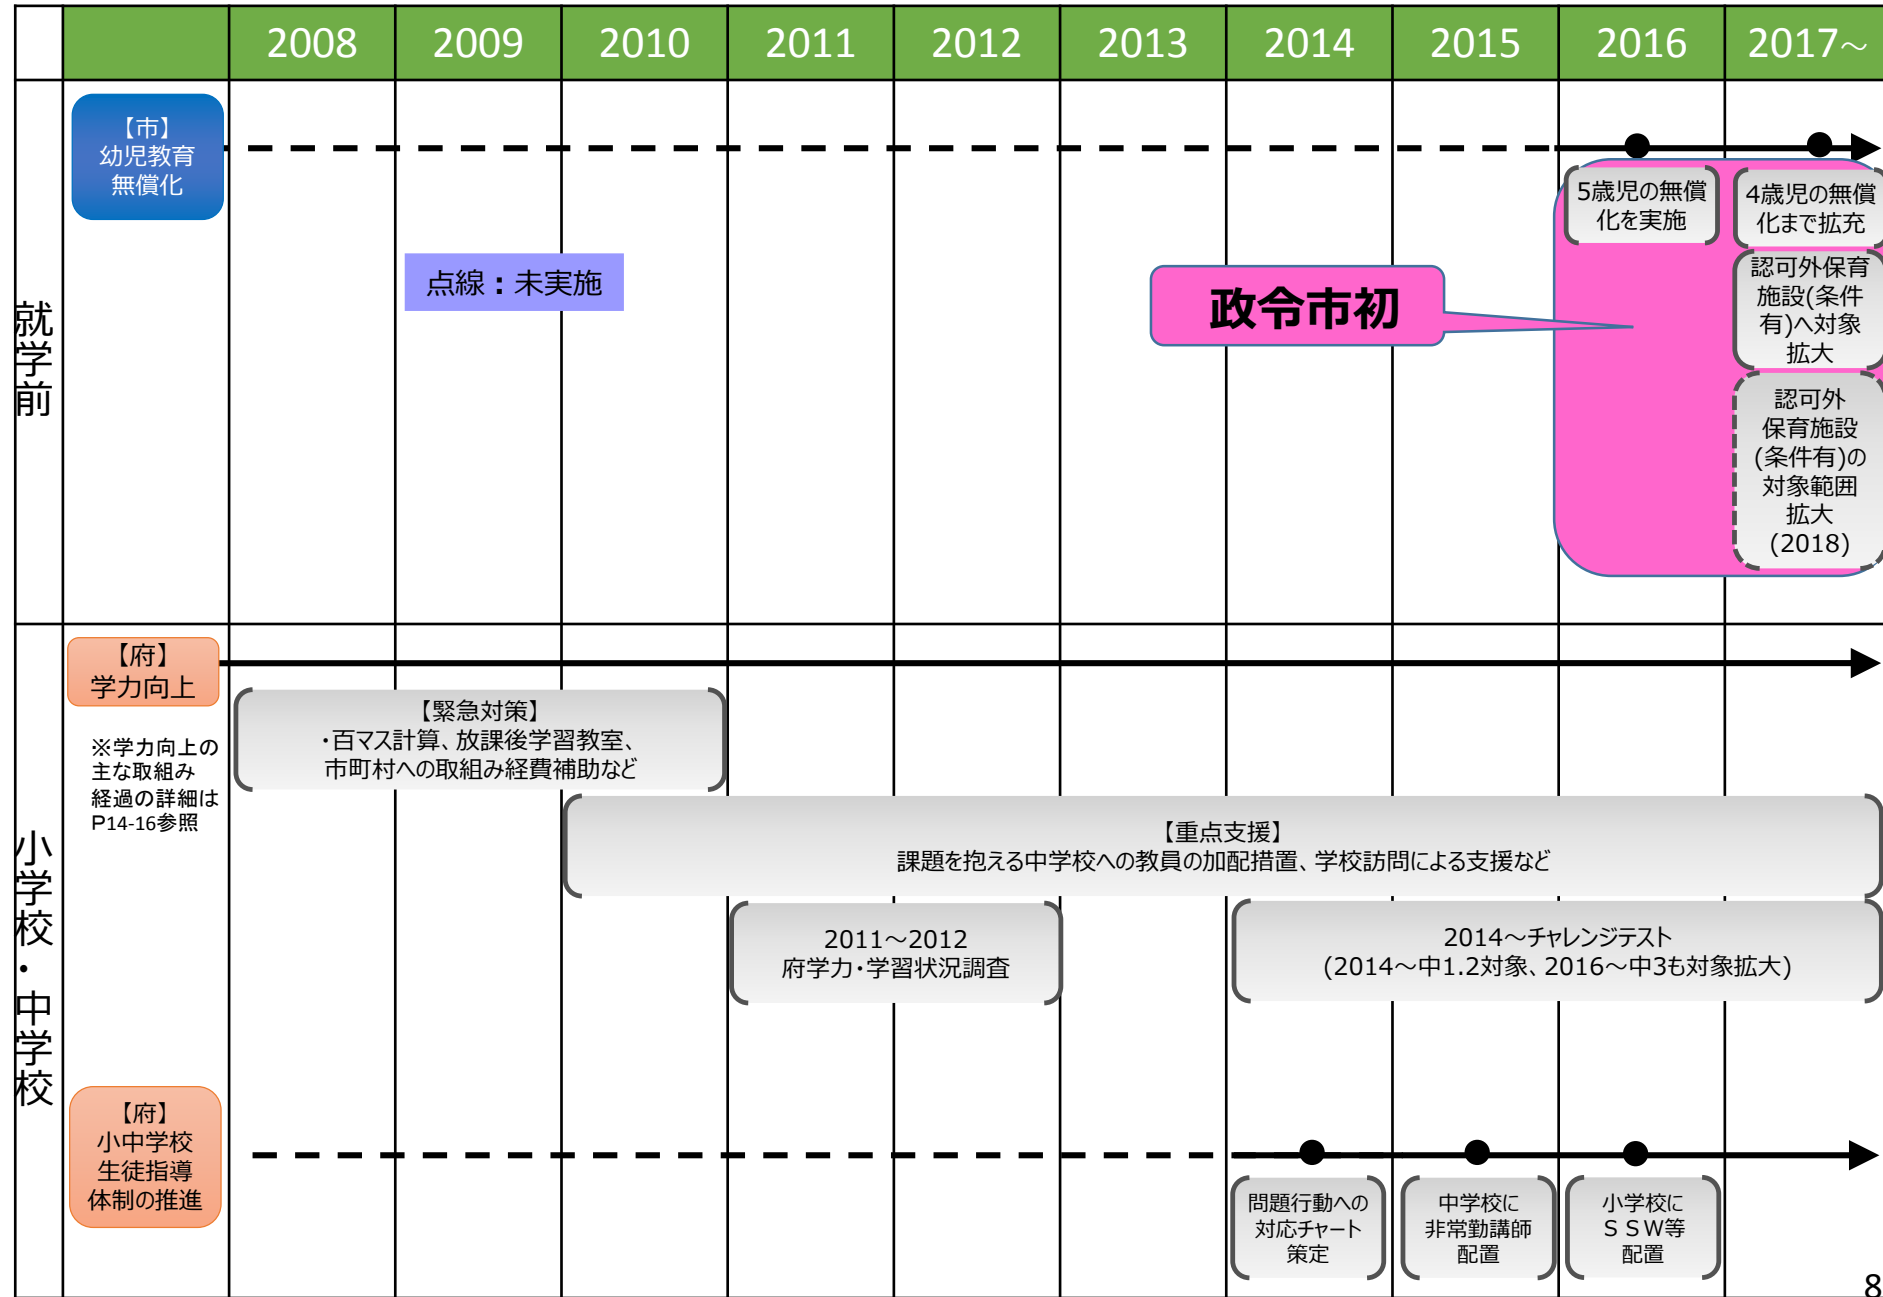 2008 2009 2010 2011 2012 2013 2014 2015 2016 2017～
就学前
【市】
幼児教育
無償化
5歳児の無償
化を実施
4歳児の無償
化まで拡充
点線：未実施
政令市初
認可外保育
施設(条件
有)へ対象
拡大
認可外
保育施設
(条件有)の
対象範囲
拡大
(2018)
小学校・中学校
【府】
学力向上
※学力向上の
主な取組み
経過の詳細は
P14-16参照
【緊急対策】
・百マス計算、放課後学習教室、
市町村への取組み経費補助など
【重点支援】
課題を抱える中学校への教員の加配措置、学校訪問による支援など
2011～2012
府学力・学習状況調査
2014～チャレンジテスト
(2014～中1.2対象、2016～中3も対象拡大)
【府】
小中学校
生徒指導
体制の推進
問題行動への
対応チャート
策定
中学校に
非常勤講師
配置
小学校に
ＳＳＷ等
配置
8